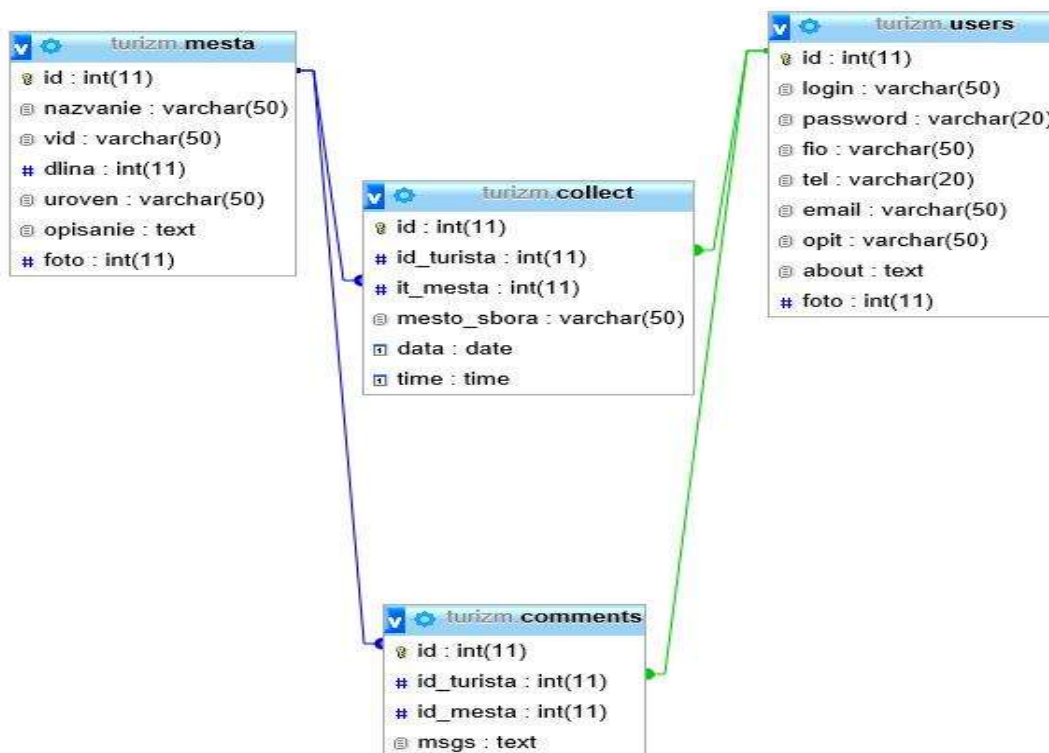 turizm.mesta
id : int(11)
nazvanie : varchar(50)
vid : varchar(50)
# dlina : int(11)
uroven : varchar(50)
opisanie : text
# foto : int(11)
turizm.collect
id : int(11)
# id_turista : int(11)
# it_mesta : int(11)
mesto_sbora : varchar(50)
data : date
time : time
turizm.users
id : int(11)
login : varchar(50)
password : varchar(20)
fio : varchar(50)
tel : varchar(20)
email : varchar(50)
opit : varchar(50)
about : text
# foto : int(11)
turizm.comments
id : int(11)
# id_turista : int(11)
# id_mesta : int(11)
msgs : text